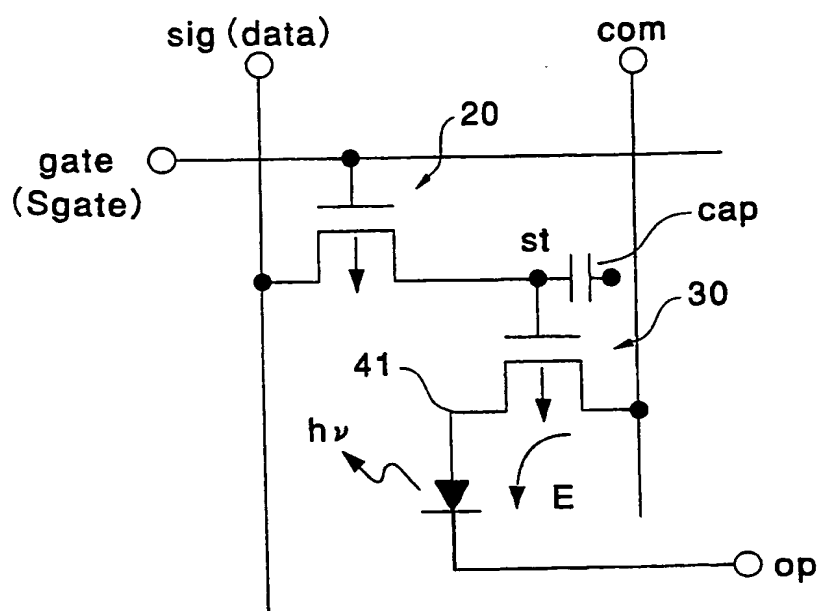 sig (data)
com
20
gate
(Sgate)
cap
st
30
41
hν
E
op